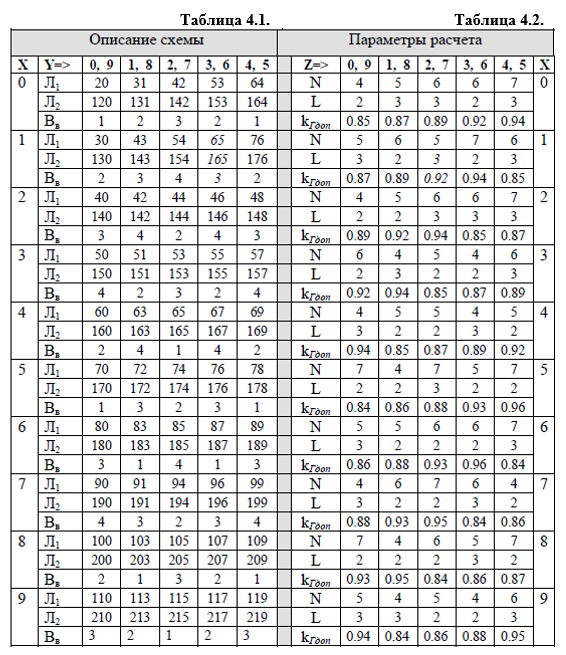 Таблица 4.1. Таблица 4.2.
Описание схемы Параметры расчета
X Y=> 0, 9 1, 8 2, 7 3, 6 4, 5 Z=> 0, 9 1, 8 2, 7 3, 6 4, 5 X
0 Л₁ 20 31 42 53 64 N 4 5 6 6 7 0
Л₂ 120 131 142 153 164 L 2 3 3 2 3
Вв 1 2 3 2 1 kГдоп 0.85 0.87 0.89 0.92 0.94
1 Л₁ 30 43 54 65 76 N 5 6 5 7 6 1
Л₂ 130 143 154 165 176 L 2 3 2 2 3
Вв 2 3 4 3 2 kГдоп 0.87 0.89 0.92 0.94 0.85
2 Л₁ 40 42 44 46 48 N 4 5 6 6 7 2
Л₂ 140 142 144 146 148 L 2 2 3 3 3
Вв 3 4 2 4 3 kГдоп 0.89 0.92 0.94 0.85 0.87
3 Л₁ 50 51 53 55 57 N 6 4 5 4 6 3
Л₂ 150 151 153 155 157 L 2 3 2 2 3
Вв 4 2 3 2 4 kГдоп 0.92 0.94 0.85 0.87 0.89
4 Л₁ 60 63 65 67 69 N 4 5 5 4 5 4
Л₂ 160 163 165 167 169 L 3 2 2 3 2
Вв 2 4 1 4 2 kГдоп 0.94 0.85 0.87 0.89 0.92
5 Л₁ 70 72 74 76 78 N 7 4 7 5 7 5
Л₂ 170 172 174 176 178 L 2 2 3 2 2
Вв 1 3 2 3 1 kГдоп 0.84 0.86 0.88 0.93 0.96
6 Л₁ 80 83 85 87 89 N 5 5 6 6 7 6
Л₂ 180 183 185 187 189 L 3 2 2 2 3
Вв 3 1 4 1 3 kГдоп 0.86 0.88 0.93 0.96 0.84
7 Л₁ 90 91 94 96 99 N 4 6 7 6 4 7
Л₂ 190 191 194 196 199 L 3 2 2 3 2
Вв 4 3 2 3 4 kГдоп 0.88 0.93 0.95 0.84 0.86
8 Л₁ 100 103 105 107 109 N 7 4 6 5 7 8
Л₂ 200 203 205 207 209 L 2 2 2 3 2
Вв 2 1 3 2 1 kГдоп 0.93 0.95 0.84 0.86 0.87
9 Л₁ 110 113 115 117 119 N 5 4 5 4 6 9
Л₂ 210 213 215 217 219 L 3 3 2 2 3
Вв 3 2 1 2 3 kГдоп 0.94 0.84 0.86 0.88 0.95